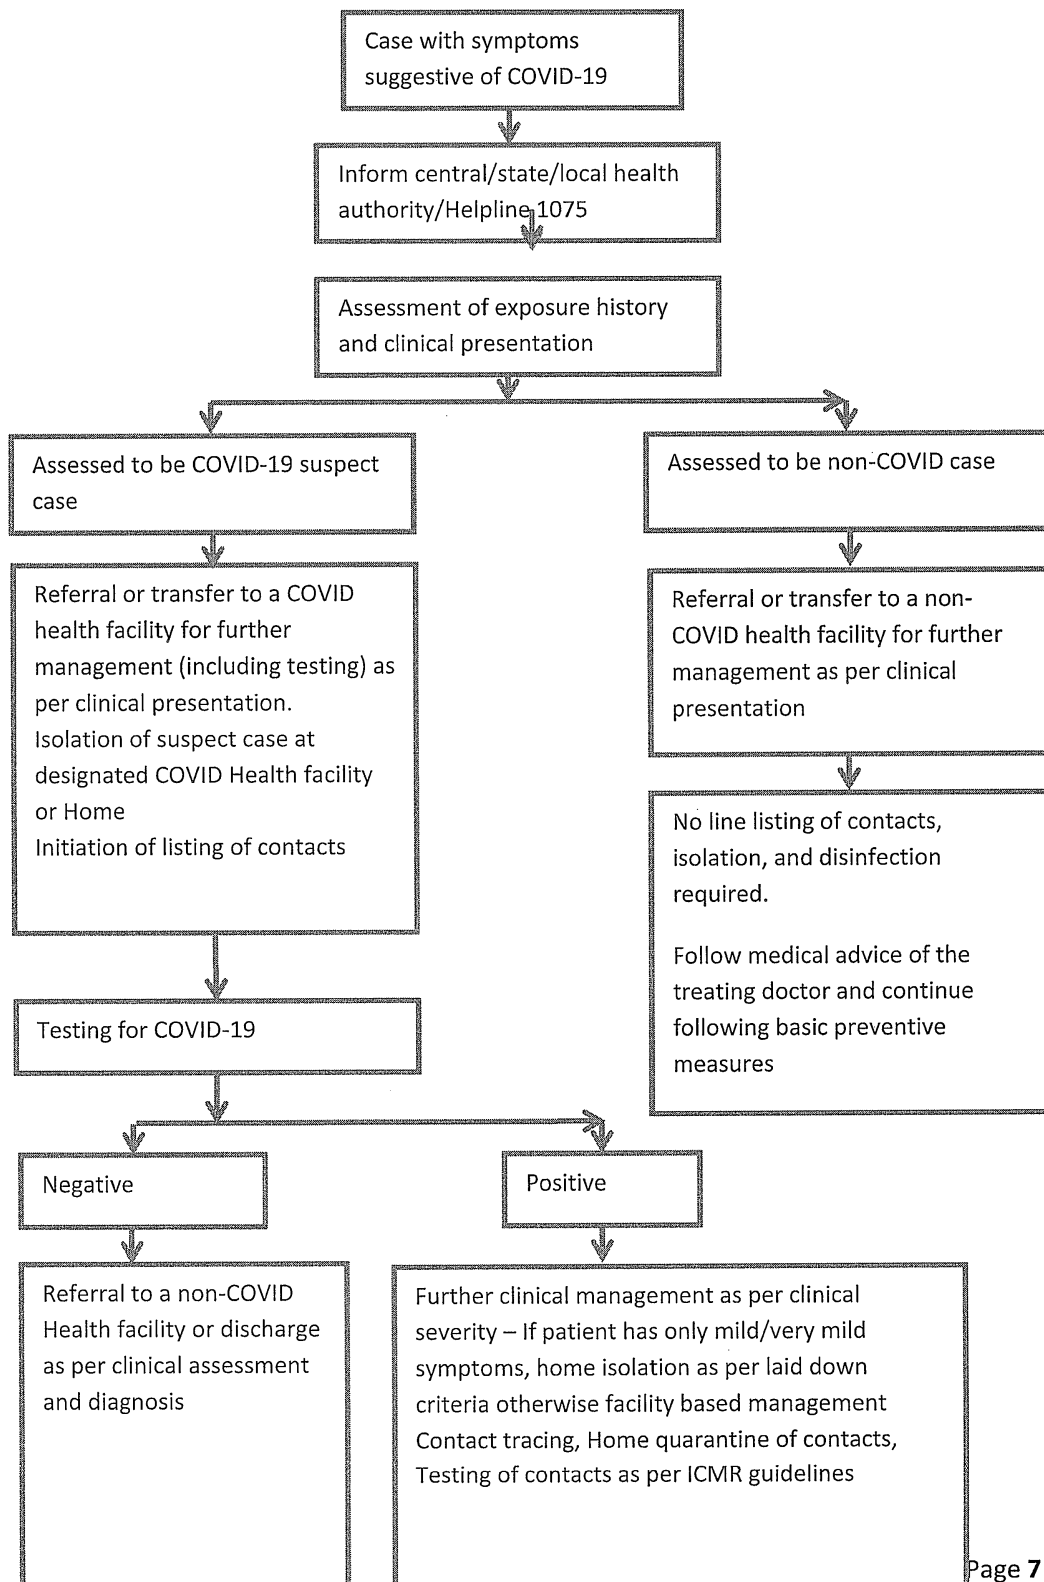 Case with symptoms
suggestive of COVID-19
Inform central/state/local health
authority/Helpline 1075
Assessment of exposure history
and clinical presentation
Assessed to be COVID-19 suspect
case
Assessed to be non-COVID case
Referral or transfer to a COVID
health facility for further
management (including testing) as
per clinical presentation.
Isolation of suspect case at
designated COVID Health facility
or Home
Initiation of listing of contacts
Referral or transfer to a non-
COVID health facility for further
management as per clinical
presentation
No line listing of contacts,
isolation, and disinfection
required.
Follow medical advice of the
treating doctor and continue
following basic preventive
measures
Testing for COVID-19
Negative
Positive
Referral to a non-COVID
Health facility or discharge
as per clinical assessment
and diagnosis
Further clinical management as per clinical
severity – If patient has only mild/very mild
symptoms, home isolation as per laid down
criteria otherwise facility based management
Contact tracing, Home quarantine of contacts,
Testing of contacts as per ICMR guidelines
Page 7